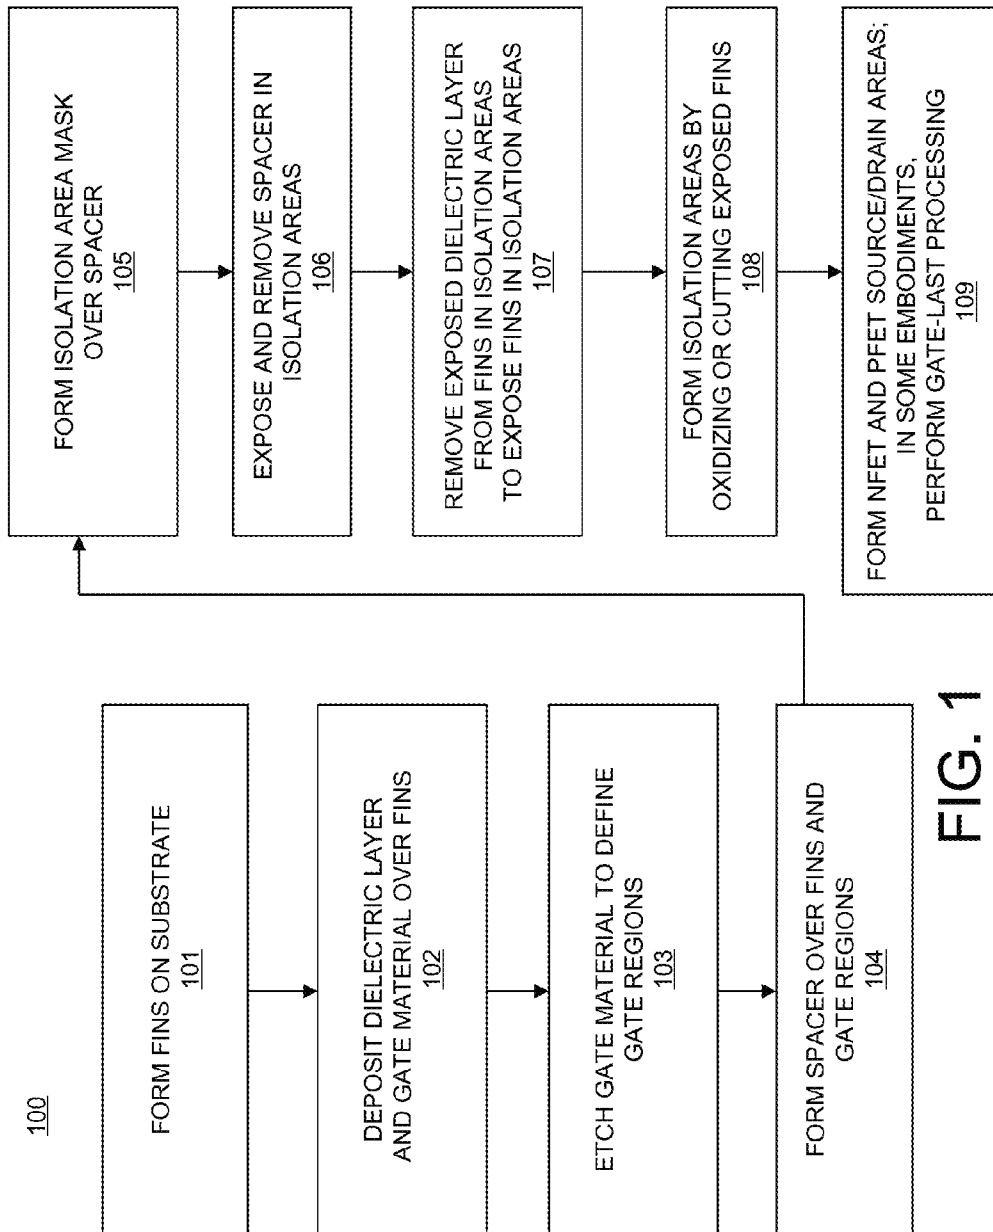 100
FORM FINS ON SUBSTRATE
101
DEPOSIT DIELECTRIC LAYER
AND GATE MATERIAL OVER FINS
102
ETCH GATE MATERIAL TO DEFINE
GATE REGIONS
103
FORM SPACER OVER FINS AND
GATE REGIONS
104
FORM ISOLATION AREA MASK
OVER SPACER
105
EXPOSE AND REMOVE SPACER IN
ISOLATION AREAS
106
REMOVE EXPOSED DIELECTRIC LAYER
FROM FINS IN ISOLATION AREAS
TO EXPOSE FINS IN ISOLATION AREAS
107
FORM ISOLATION AREAS BY
OXIDIZING OR CUTTING EXPOSED FINS
108
FORM NFET AND PFET SOURCE/DRAIN AREAS;
IN SOME EMBODIMENTS,
PERFORM GATE-LAST PROCESSING
109
FIG. 1